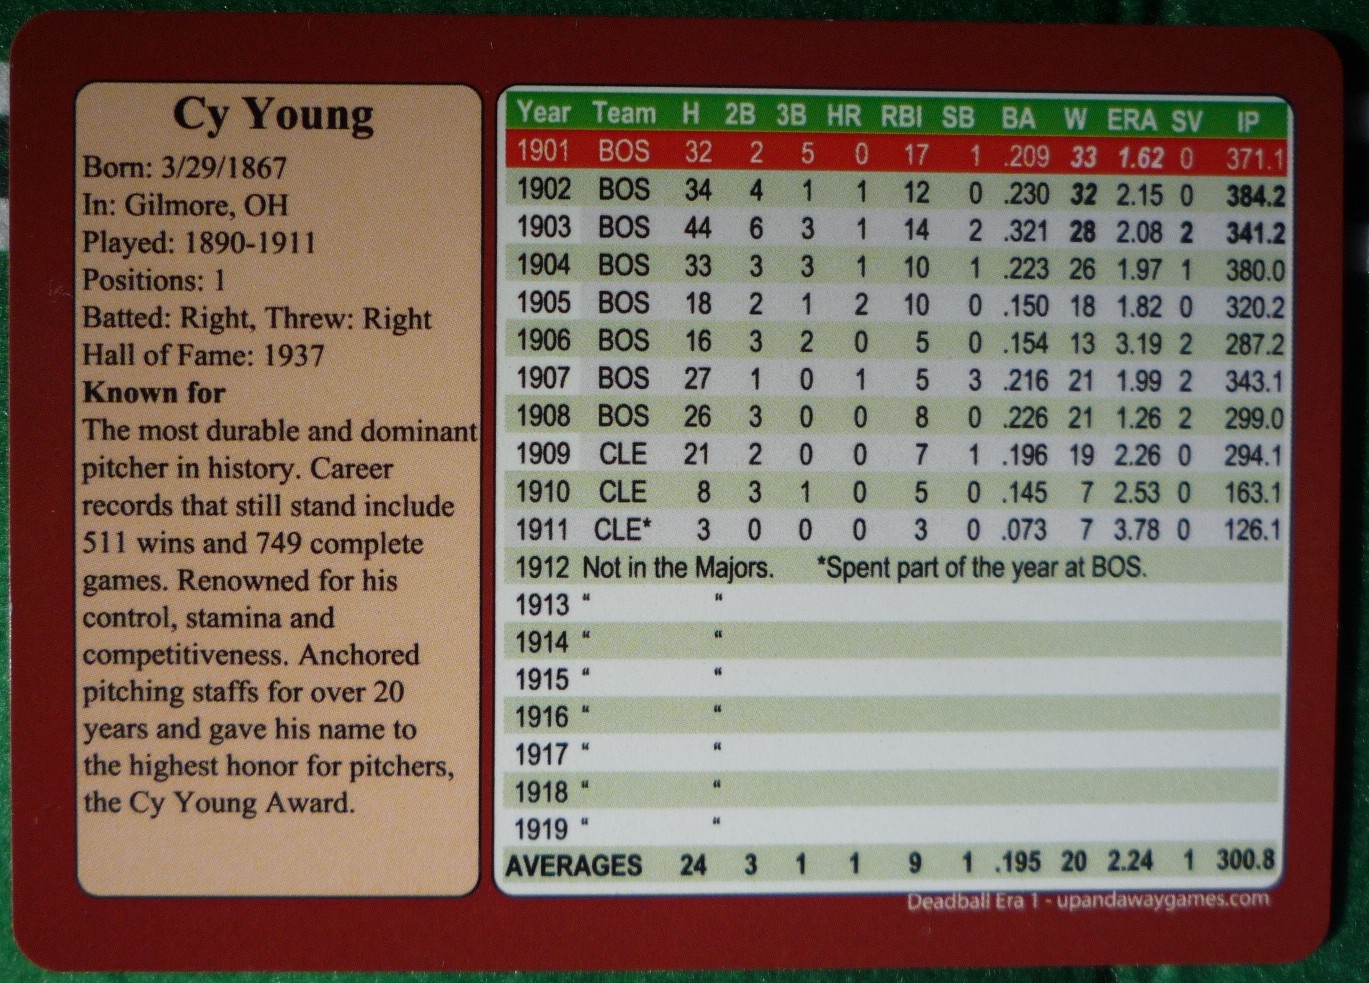 Cy Young
Born: 3/29/1867
In: Gilmore, OH
Played: 1890-1911
Positions: 1
Batted: Right, Threw: Right
Hall of Fame: 1937
Known for
The most durable and dominant
pitcher in history. Career
records that still stand include
511 wins and 749 complete
games. Renowned for his
control, stamina and
competitiveness. Anchored
pitching staffs for over 20
years and gave his name to
the highest honor for pitchers,
the Cy Young Award.
Year Team H 2B 3B HR RBI SB BA W ERA SV IP
1901 BOS 32 2 5 0 17 1 .209 33 1.62 0 371.1
1902 BOS 34 4 1 1 12 0 .230 32 2.15 0 384.2
1903 BOS 44 6 3 1 14 2 .321 28 2.08 2 341.2
1904 BOS 33 3 3 1 10 1 .223 26 1.97 1 380.0
1905 BOS 18 2 1 2 10 0 .150 18 1.82 0 320.2
1906 BOS 16 3 2 0 5 0 .154 13 3.19 2 287.2
1907 BOS 27 1 0 1 5 3 .216 21 1.99 2 343.1
1908 BOS 26 3 0 0 8 0 .226 21 1.26 2 299.0
1909 CLE 21 2 0 0 7 1 .196 19 2.26 0 294.1
1910 CLE 8 3 1 0 5 0 .145 7 2.53 0 163.1
1911 CLE* 3 0 0 0 3 0 .073 7 3.78 0 126.1
1912 Not in the Majors. *Spent part of the year at BOS.
1913 “ “
1914 “ “
1915 “ “
1916 “ “
1917 “ “
1918 “ “
1919 “ “
AVERAGES 24 3 1 1 9 1 .195 20 2.24 1 300.8
Deadball Era 1 - upandawaygames.com